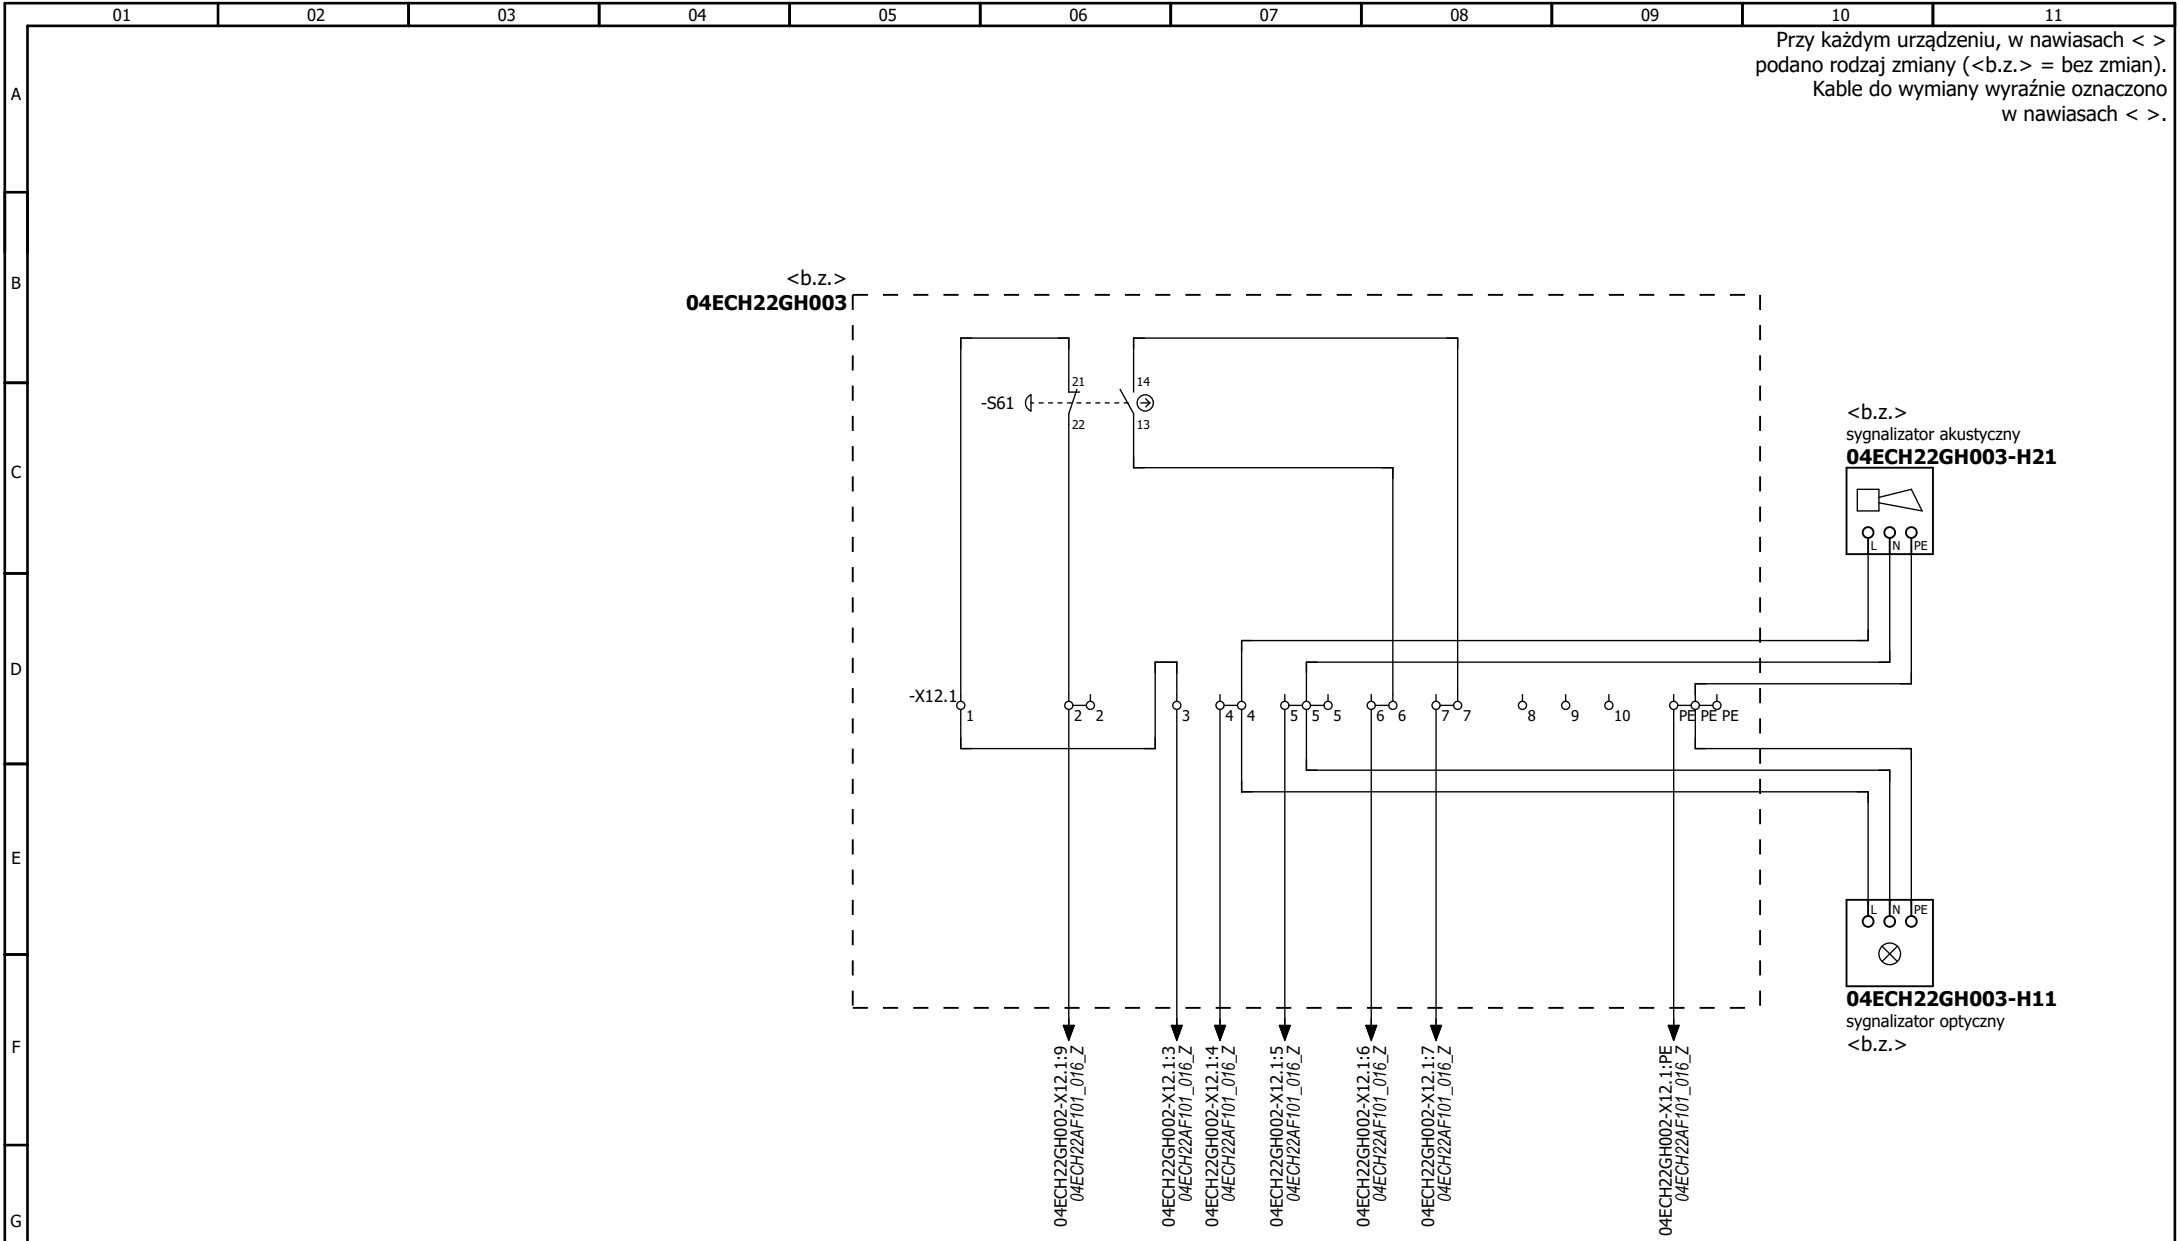 01 02 03 04 05 06 07 08 09 10 11
Przy każdym urządzeniu, w nawiasach < >
podano rodzaj zmiany (<b.z.> = bez zmian).
Kable do wymiany wyraźnie oznaczono
w nawiasach < >.
A
B
C
D
E
F
G
<b.z.>
04ECH22GH003
21
14
-S61
22
13
<b.z.>
sygnalizator akustyczny
04ECH22GH003-H21
L N PE
-X12.1
1 2 2 3 4 4 5 5 5 6 6 7 7 8 9 10 PE PE PE
L N PE
04ECH22GH003-H11
sygnalizator optyczny
<b.z.>
04ECH22GH002-X12.1:9
04ECH22AF101_016_Z
04ECH22GH002-X12.1:3
04ECH22AF101_016_Z
04ECH22GH002-X12.1:4
04ECH22AF101_016_Z
04ECH22GH002-X12.1:5
04ECH22AF101_016_Z
04ECH22GH002-X12.1:6
04ECH22AF101_016_Z
04ECH22GH002-X12.1:7
04ECH22AF101_016_Z
04ECH22GH002-X12.1:PE
04ECH22AF101_016_Z